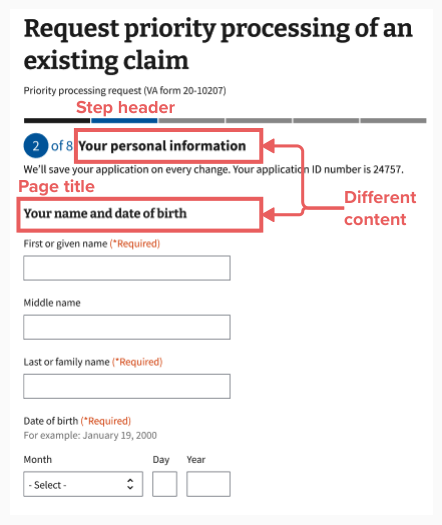 Request priority processing of an
existing claim
Priority processing request (VA form 20-10207)
Step header
2 of 8 Your personal information
We'll save your application on every change. Your application ID number is 24757.
Page title
Different
content
Your name and date of birth
First or given name (*Required)
Middle name
Last or family name (*Required)
Date of birth (*Required)
For example: January 19, 2000
Month Day Year
- Select -